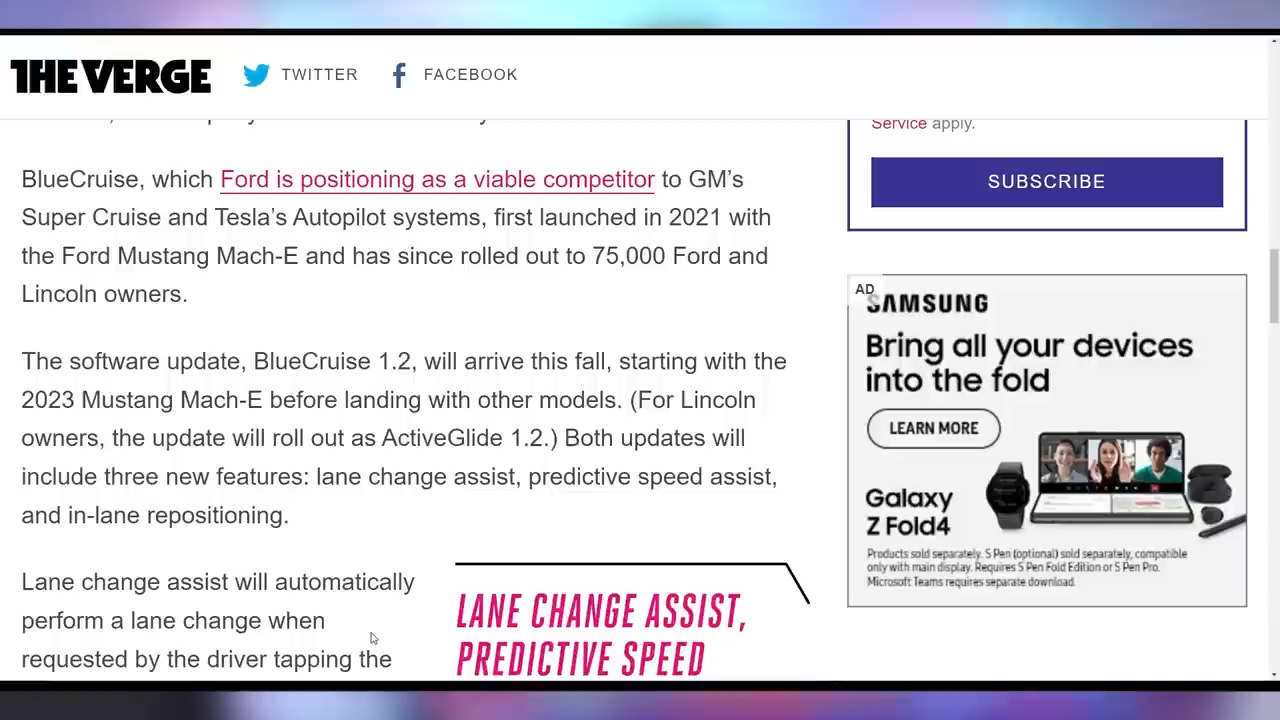 THE VERGE
TWITTER
FACEBOOK
BlueCruise, which Ford is positioning as a viable competitor to GM’s
Super Cruise and Tesla’s Autopilot systems, first launched in 2021 with
the Ford Mustang Mach-E and has since rolled out to 75,000 Ford and
Lincoln owners.
The software update, BlueCruise 1.2, will arrive this fall, starting with the
2023 Mustang Mach-E before landing with other models. (For Lincoln
owners, the update will roll out as ActiveGlide 1.2.) Both updates will
include three new features: lane change assist, predictive speed assist,
and in-lane repositioning.
Lane change assist will automatically
perform a lane change when
requested by the driver tapping the
LANE CHANGE ASSIST,
PREDICTIVE SPEED
Service apply.
SUBSCRIBE
AD
SAMSUNG
Bring all your devices
into the fold
LEARN MORE
Galaxy
Z Fold4
Products sold separately. S Pen (optional) sold separately, compatible
only with main display. Requires S Pen Fold Edition or S Pen Pro.
Microsoft Teams requires separate download.